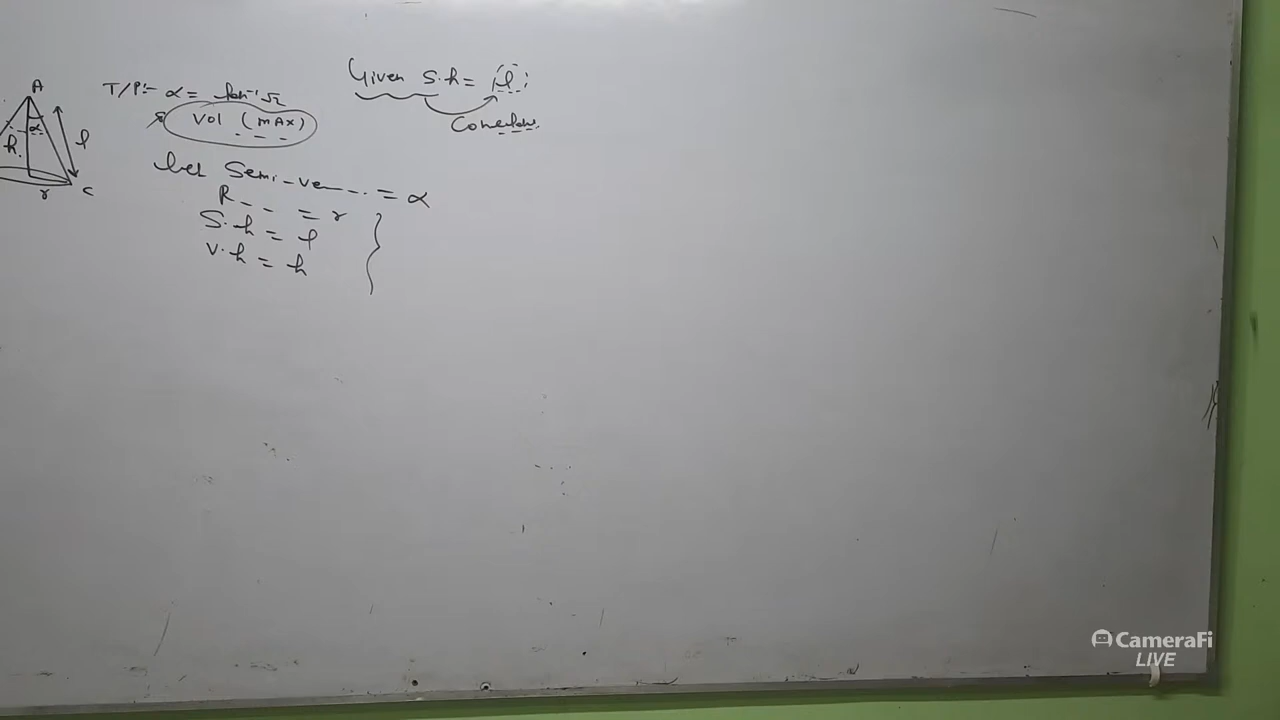 A
T/P:- α = tan⁻¹√2
Given S.h = l
Vol (MAX)
Constant.
α
h.
l
r
C
Let Semi-ve---. = α
R - - = r
S.h = l
V.h = h
CameraFi
LIVE